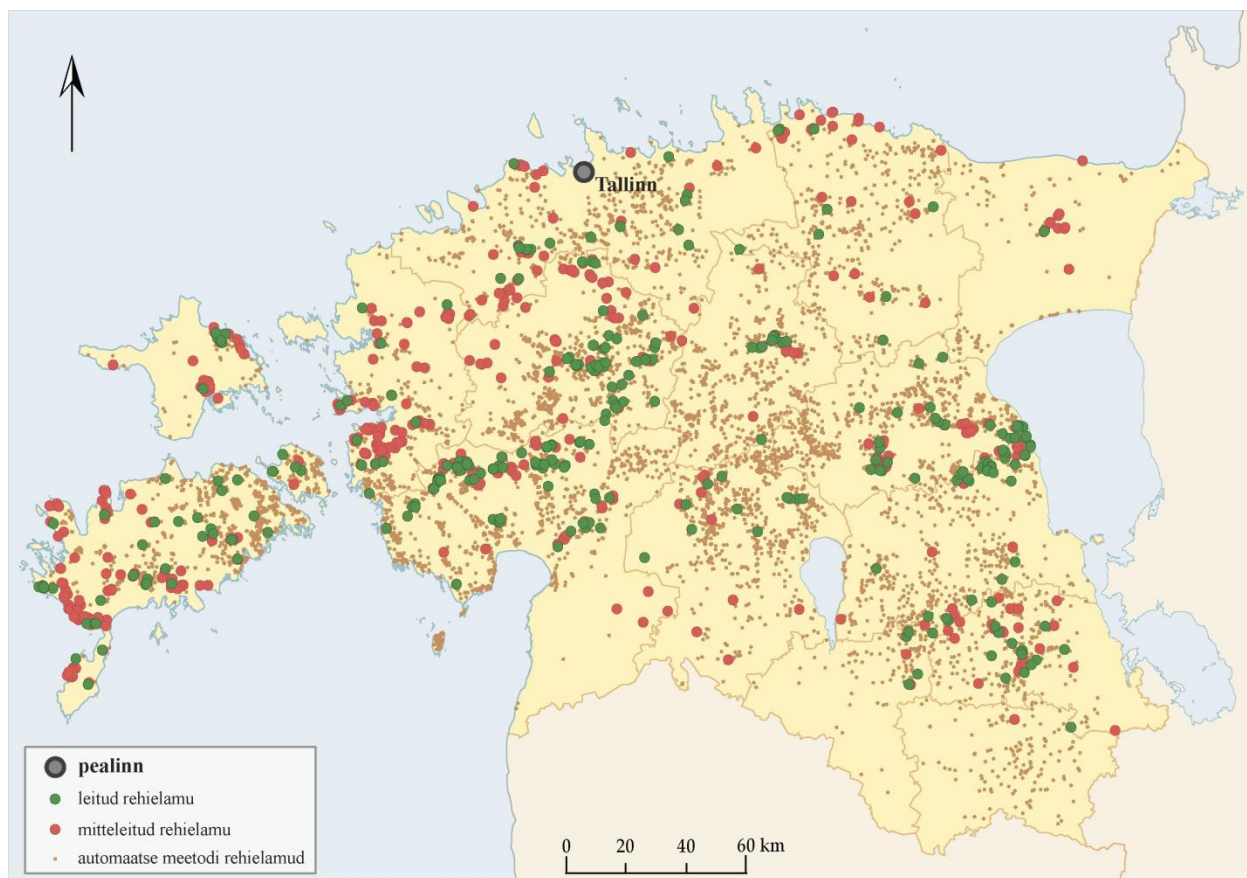 Tallinn
pealinn
leitud rehielamu
mitteleitud rehielamu
automaatse meetodi rehielamud
0 20 40 60 km